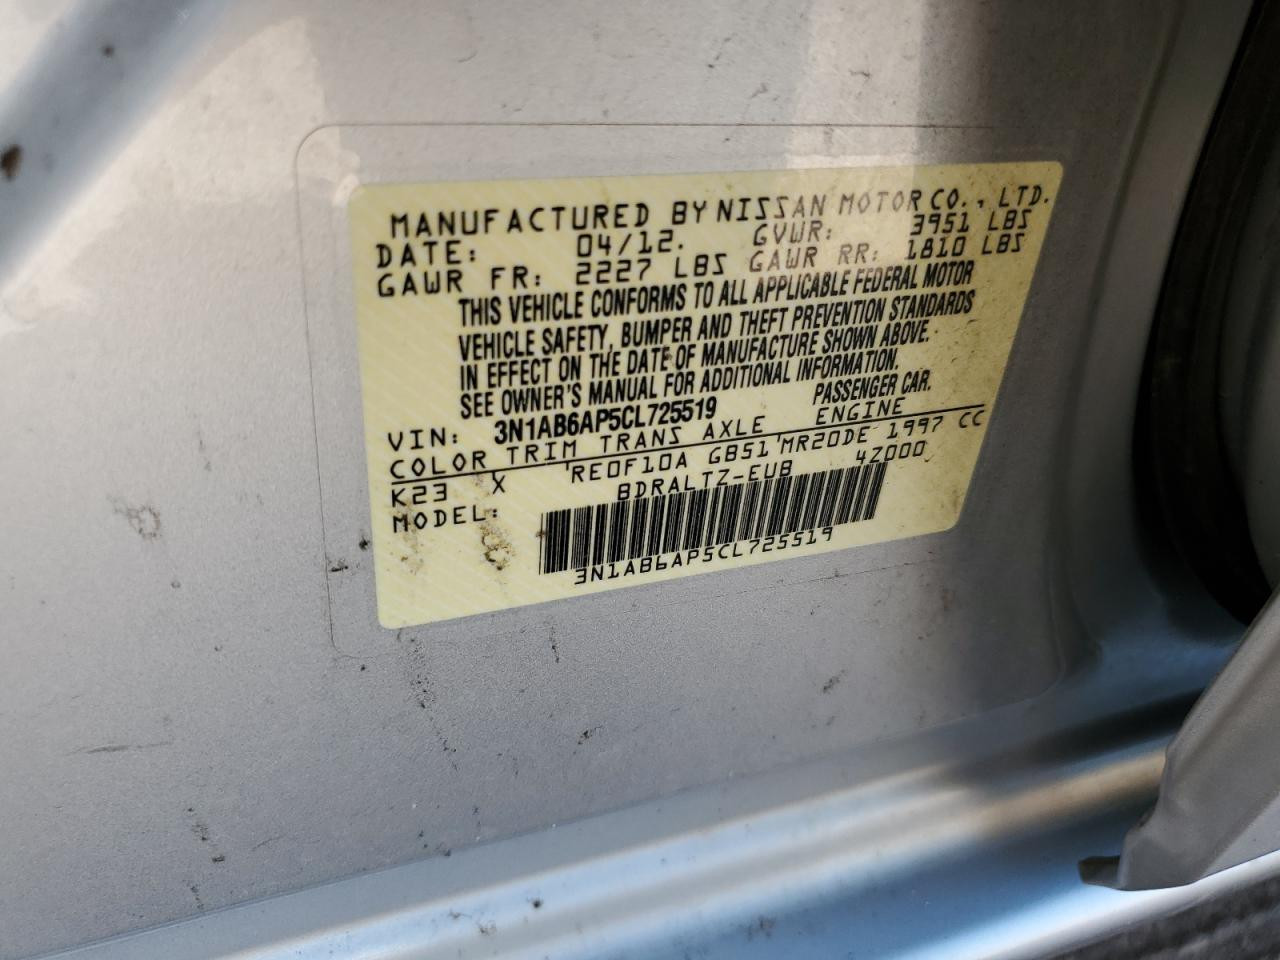 MANUFACTURED BY NISSAN MOTOR CO., LTD.
DATE: 04/12. GVWR: 3951 LBS
GAWR FR: 2227 LBS GAWR RR: 1810 LBS
THIS VEHICLE CONFORMS TO ALL APPLICABLE FEDERAL MOTOR
VEHICLE SAFETY, BUMPER AND THEFT PREVENTION STANDARDS
IN EFFECT ON THE DATE OF MANUFACTURE SHOWN ABOVE.
SEE OWNER'S MANUAL FOR ADDITIONAL INFORMATION.
VIN: 3N1AB6AP5CL725519 PASSENGER CAR.
COLOR TRIM TRANS AXLE ENGINE
K23 X RE0F10A GB51 MR20DE 1997 CC
MODEL: BDRALTZ-EUB 4Z000
3N1AB6AP5CL725519